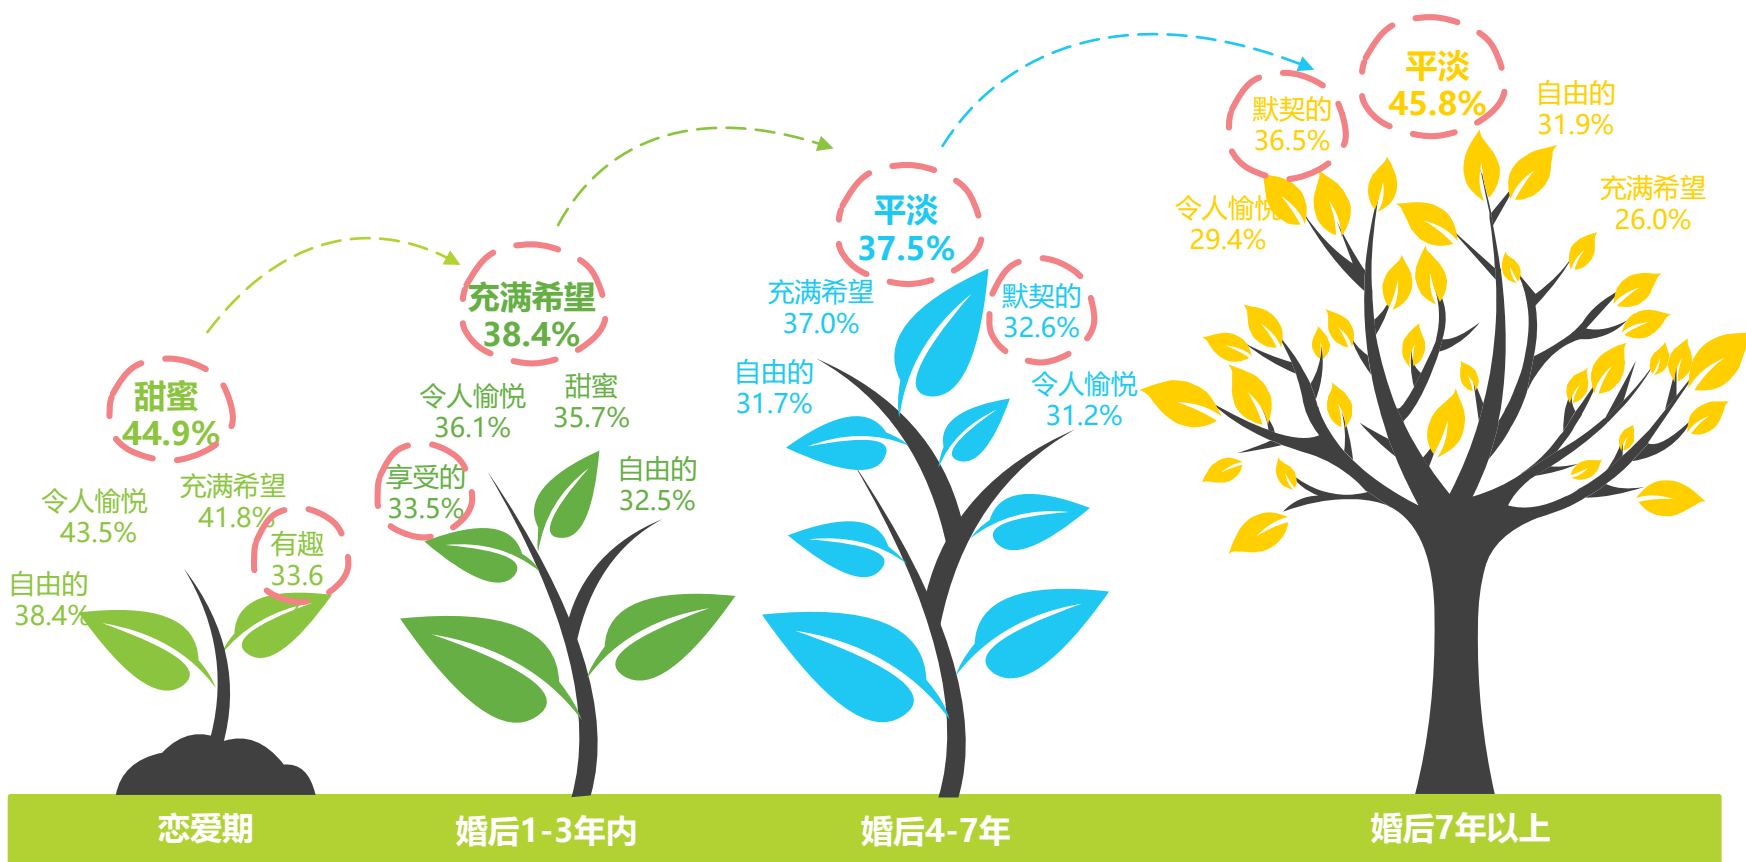 甜蜜
44.9%
令人愉悦
43.5%
充满希望
41.8%
有趣
33.6
自由的
38.4%
恋爱期
充满希望
38.4%
令人愉悦
36.1%
甜蜜
35.7%
享受的
33.5%
自由的
32.5%
婚后1-3年内
平淡
37.5%
充满希望
37.0%
默契的
32.6%
自由的
31.7%
令人愉悦
31.2%
婚后4-7年
平淡
45.8%
默契的
36.5%
自由的
31.9%
令人愉悦
29.4%
充满希望
26.0%
婚后7年以上